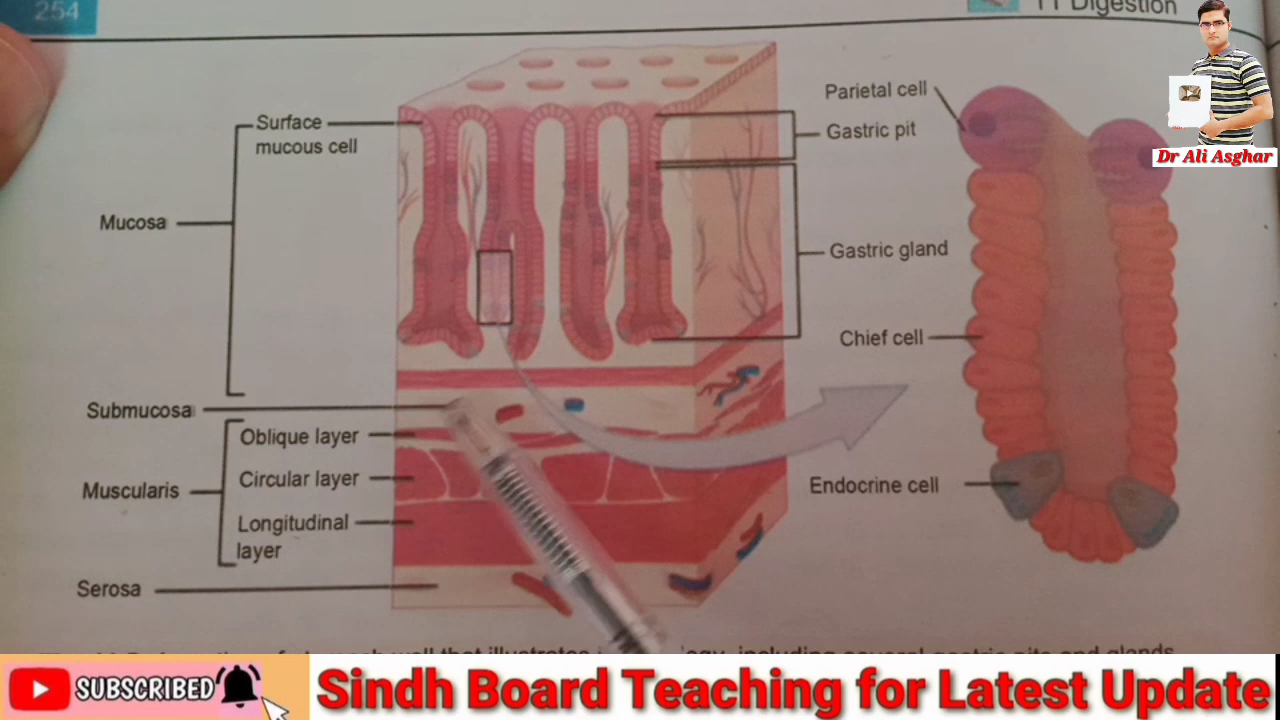 254
11 Digestion
Parietal cell
Surface
mucous cell
Gastric pit
Dr Ali Asghar
Mucosa
Gastric gland
Chief cell
Submucosa
Oblique layer
Circular layer
Muscularis
Endocrine cell
Longitudinal
layer
Serosa
SUBSCRIBED
Sindh Board Teaching for Latest Update